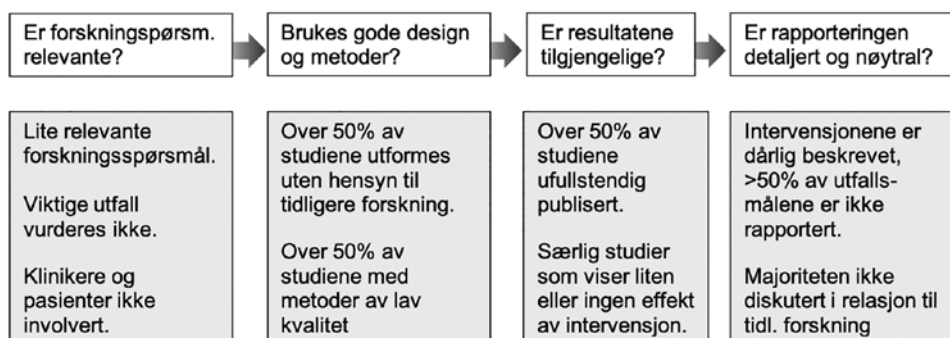 Er forskningspørsm.
relevante?
Brukes gode design
og metoder?
Er resultatene
tilgjengelige?
Er rapporteringen
detaljert og nøytral?
Lite relevante
forskningsspørsmål.
Viktige utfall
vurderes ikke.
Klinikere og
pasienter ikke
involvert.
Over 50% av
studiene utformes
uten hensyn til
tidligere forskning.
Over 50% av
studiene med
metoder av lav
kvalitet
Over 50% av
studiene
ufullstendig
publisert.
Særlig studier
som viser liten
eller ingen effekt
av intervensjon.
Intervensjonene er
dårlig beskrevet,
>50% av utfalls-
målene er ikke
rapportert.
Majoriteten ikke
diskutert i relasjon til
tidl. forskning